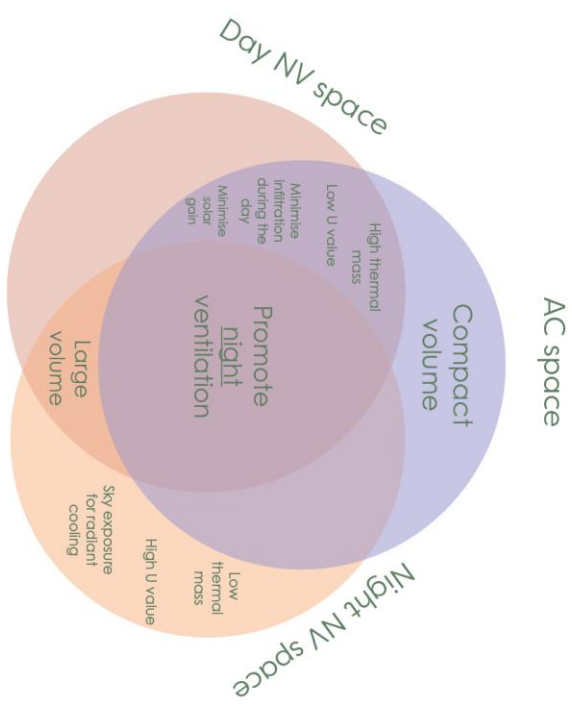 AC space
Compact
volume
Day NV space
High thermal
mass
Low U value
Minimise
infiltration
during the
day
Minimise
solar
gain
Promote
night
ventilation
Large
volume
Night NV space
Low
thermal
mass
High U value
Sky exposure
for radiant
cooling